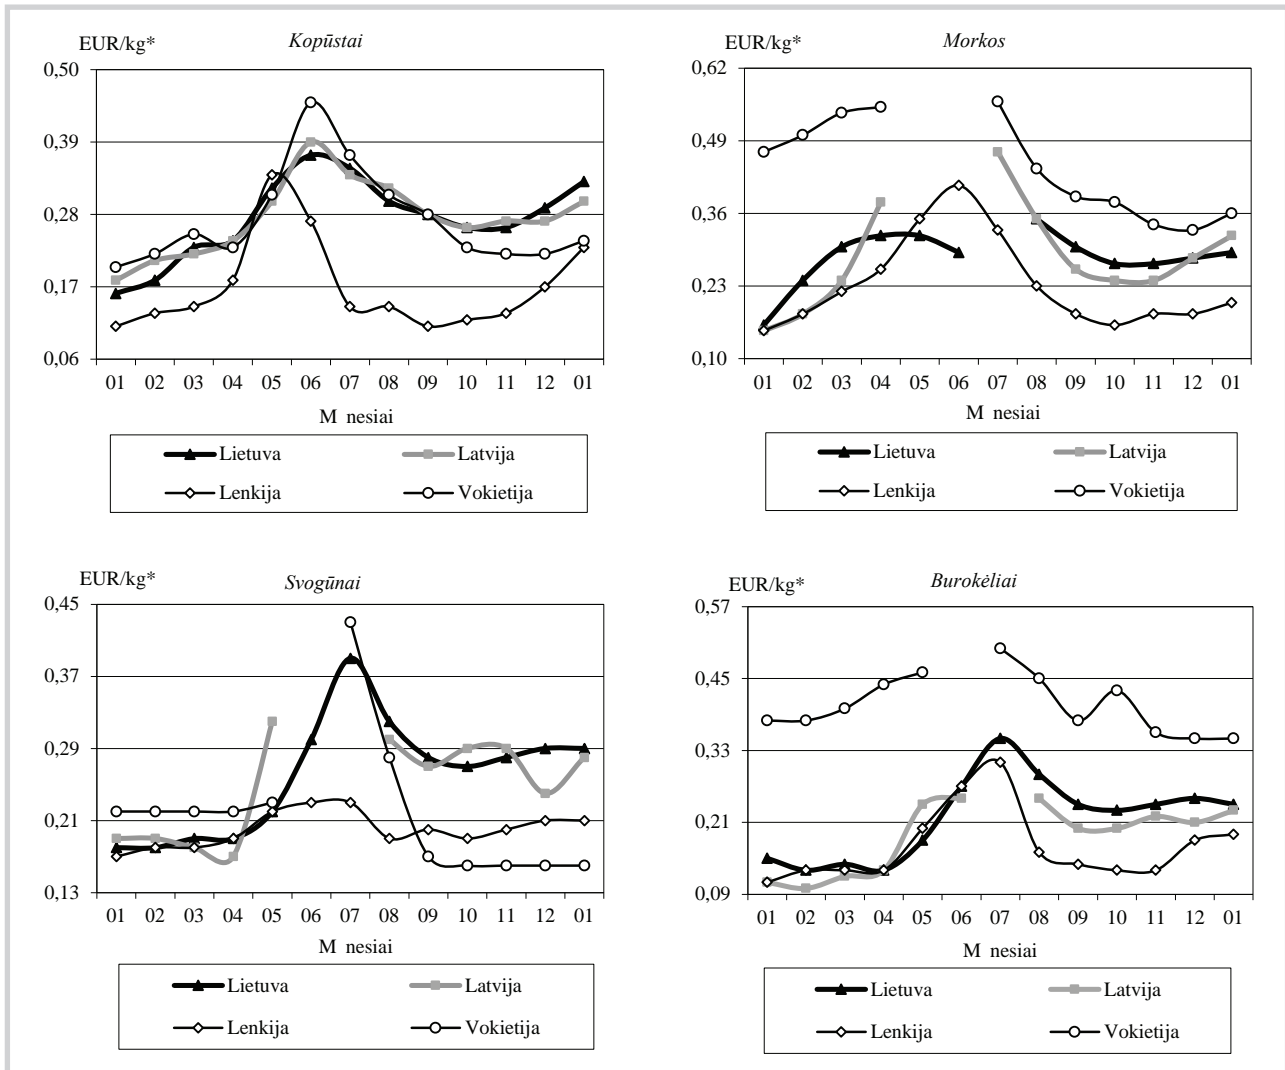 EUR/kg*
Kopūstai
0,50
0,39
0,28
0,17
0,06
01 02 03 04 05 06 07 08 09 10 11 12 01
M nesiai
Lietuva
Latvija
Lenkija
Vokietija
EUR/kg*
Morkos
0,62
0,49
0,36
0,23
0,10
01 02 03 04 05 06 07 08 09 10 11 12 01
M nesiai
Lietuva
Latvija
Lenkija
Vokietija
EUR/kg*
Svogūnai
0,45
0,37
0,29
0,21
0,13
01 02 03 04 05 06 07 08 09 10 11 12 01
M nesiai
Lietuva
Latvija
Lenkija
Vokietija
EUR/kg*
Burokėliai
0,57
0,45
0,33
0,21
0,09
01 02 03 04 05 06 07 08 09 10 11 12 01
M nesiai
Lietuva
Latvija
Lenkija
Vokietija